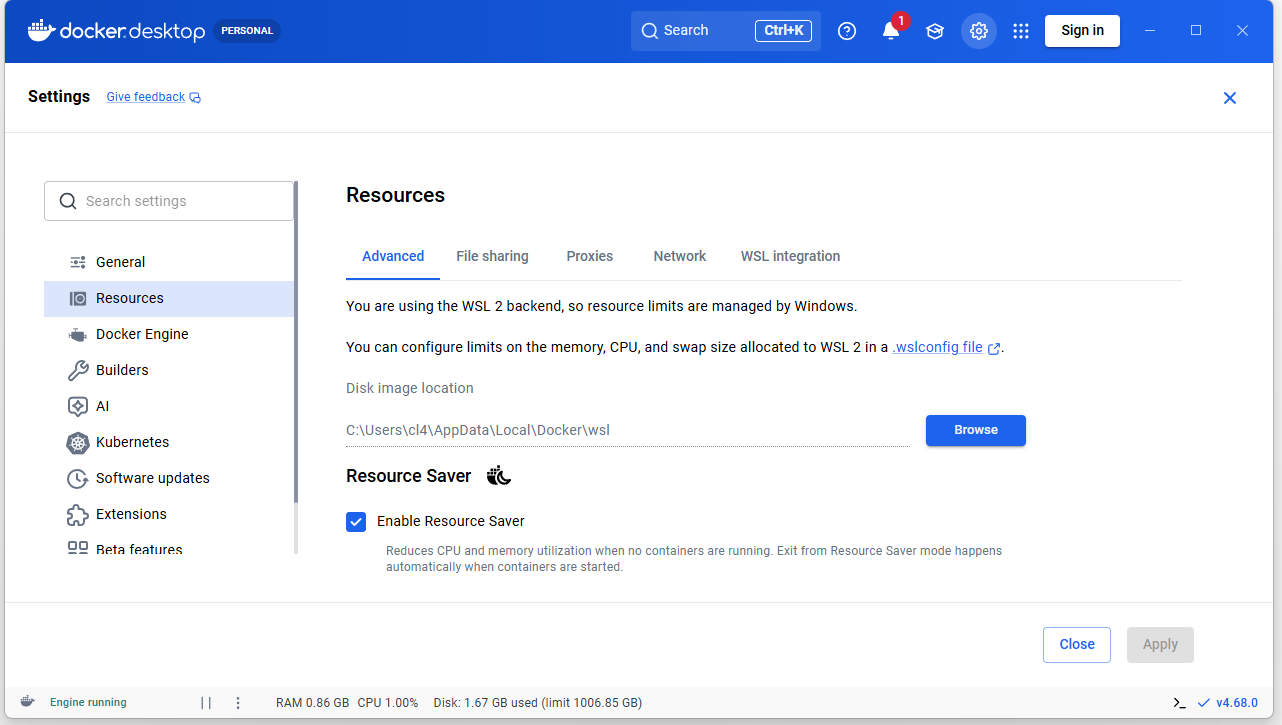 docker desktop PERSONAL Search Ctrl+K 1 Sign in
Settings Give feedback
Search settings
General
Resources
Docker Engine
Builders
AI
Kubernetes
Software updates
Extensions
Beta features
Resources
Advanced File sharing Proxies Network WSL integration
You are using the WSL 2 backend, so resource limits are managed by Windows.
You can configure limits on the memory, CPU, and swap size allocated to WSL 2 in a .wslconfig file.
Disk image location
C:\Users\cl4\AppData\Local\Docker\wsl Browse
Resource Saver
Enable Resource Saver
Reduces CPU and memory utilization when no containers are running. Exit from Resource Saver mode happens
automatically when containers are started.
Close Apply
Engine running RAM 0.86 GB CPU 1.00% Disk: 1.67 GB used (limit 1006.85 GB) v4.68.0